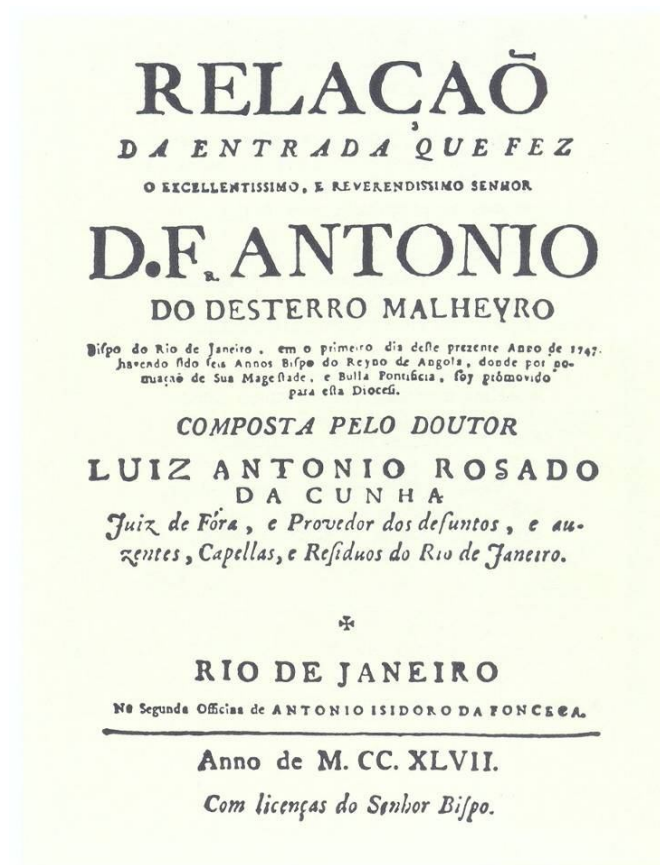 RELAÇAÕ
DA ENTRADA QUE FEZ
O EXCELLENTISSIMO, E REVERENDISSIMO SENHOR
D.F.R. ANTONIO
DO DESTERRO MALHEYRO
Biſpo do Rio de Janeiro, em o primeiro dia deſte prezente Anno de 1747.
havendo ſido ſeis Annos Biſpo do Reyno de Angola, donde por no-
muaçaõ de Sua Mageſtade, e Bulla Pontificia, foy promovido
para eſta Dioceſi.
COMPOSTA PELO DOUTOR
LUIZ ANTONIO ROSADO
DA CUNHA
Juiz de Fóra, e Provedor dos defuntos, e au-
zentes, Capellas, e Reſiduos do Rio de Janeiro.
✠
RIO DE JANEIRO
Na Segunda Officina de ANTONIO ISIDORO DA FONCECA.
Anno de M. CC. XLVII.
Com licenças do Senhor Biſpo.